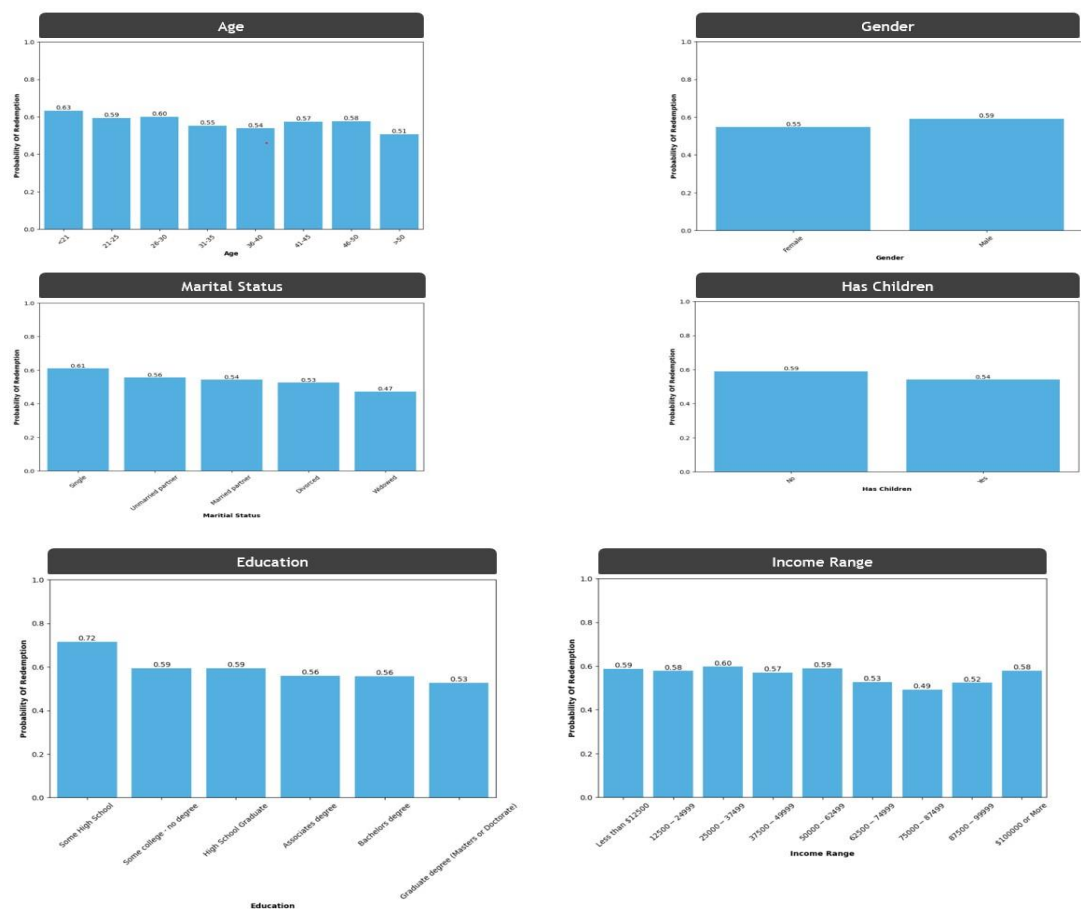 Age
Probability Of Redemption
1.0
0.8
0.6
0.4
0.2
0.0
0.63
0.59
0.60
0.55
0.54
0.57
0.58
0.51
<21
21-25
26-30
31-35
36-40
41-45
46-50
>50
Age
Gender
Probability Of Redemption
1.0
0.8
0.6
0.4
0.2
0.0
0.55
0.59
Female
Male
Gender
Marital Status
Probability Of Redemption
1.0
0.8
0.6
0.4
0.2
0.0
0.61
0.56
0.54
0.53
0.47
Single
Unmarried partner
Married partner
Divorced
Widowed
Maritial Status
Has Children
Probability Of Redemption
1.0
0.8
0.6
0.4
0.2
0.0
0.59
0.54
No
Yes
Has Children
Education
Probability Of Redemption
1.0
0.8
0.6
0.4
0.2
0.0
0.72
0.59
0.59
0.56
0.56
0.53
Some High School
Some college - no degree
High School Graduate
Associates degree
Bachelors degree
Graduate degree (Masters or Doctorate)
Education
Income Range
Probability Of Redemption
1.0
0.8
0.6
0.4
0.2
0.0
0.59
0.58
0.60
0.57
0.59
0.53
0.49
0.52
0.58
Less than $12500
12500 − 24999
25000 − 37499
37500 − 49999
50000 − 62499
62500 − 74999
75000 − 87499
87500 − 99999
$100000 or More
Income Range